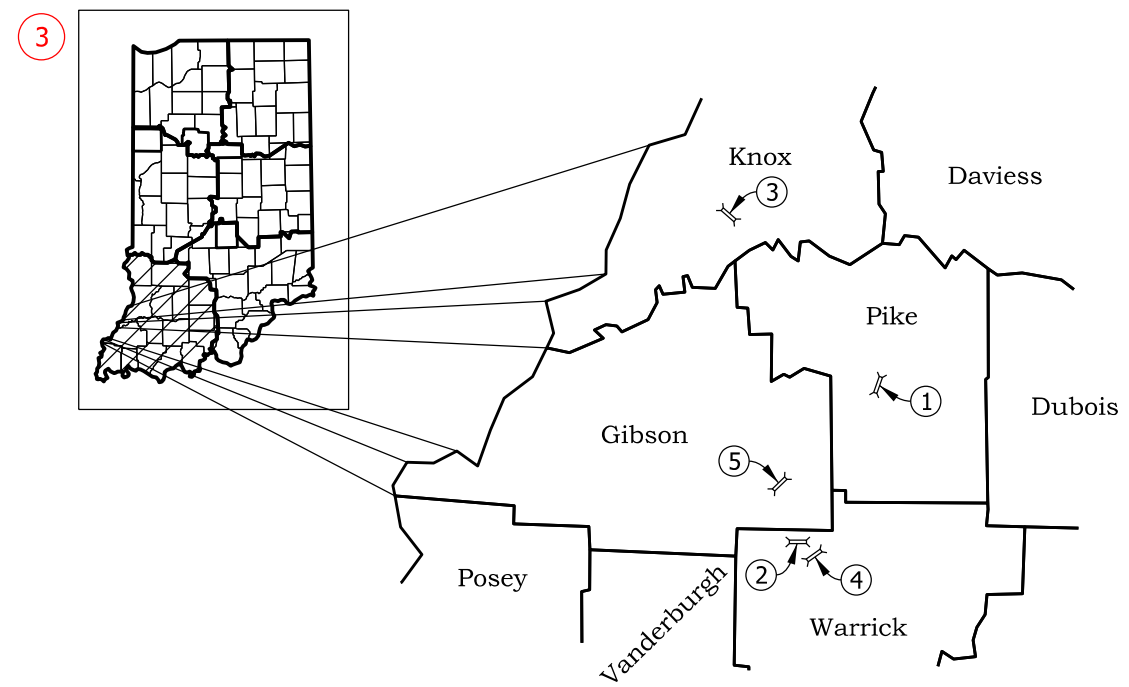 3
Knox
3
Daviess
Pike
1
Dubois
Gibson
5
2
4
Posey
Vanderburgh
Warrick